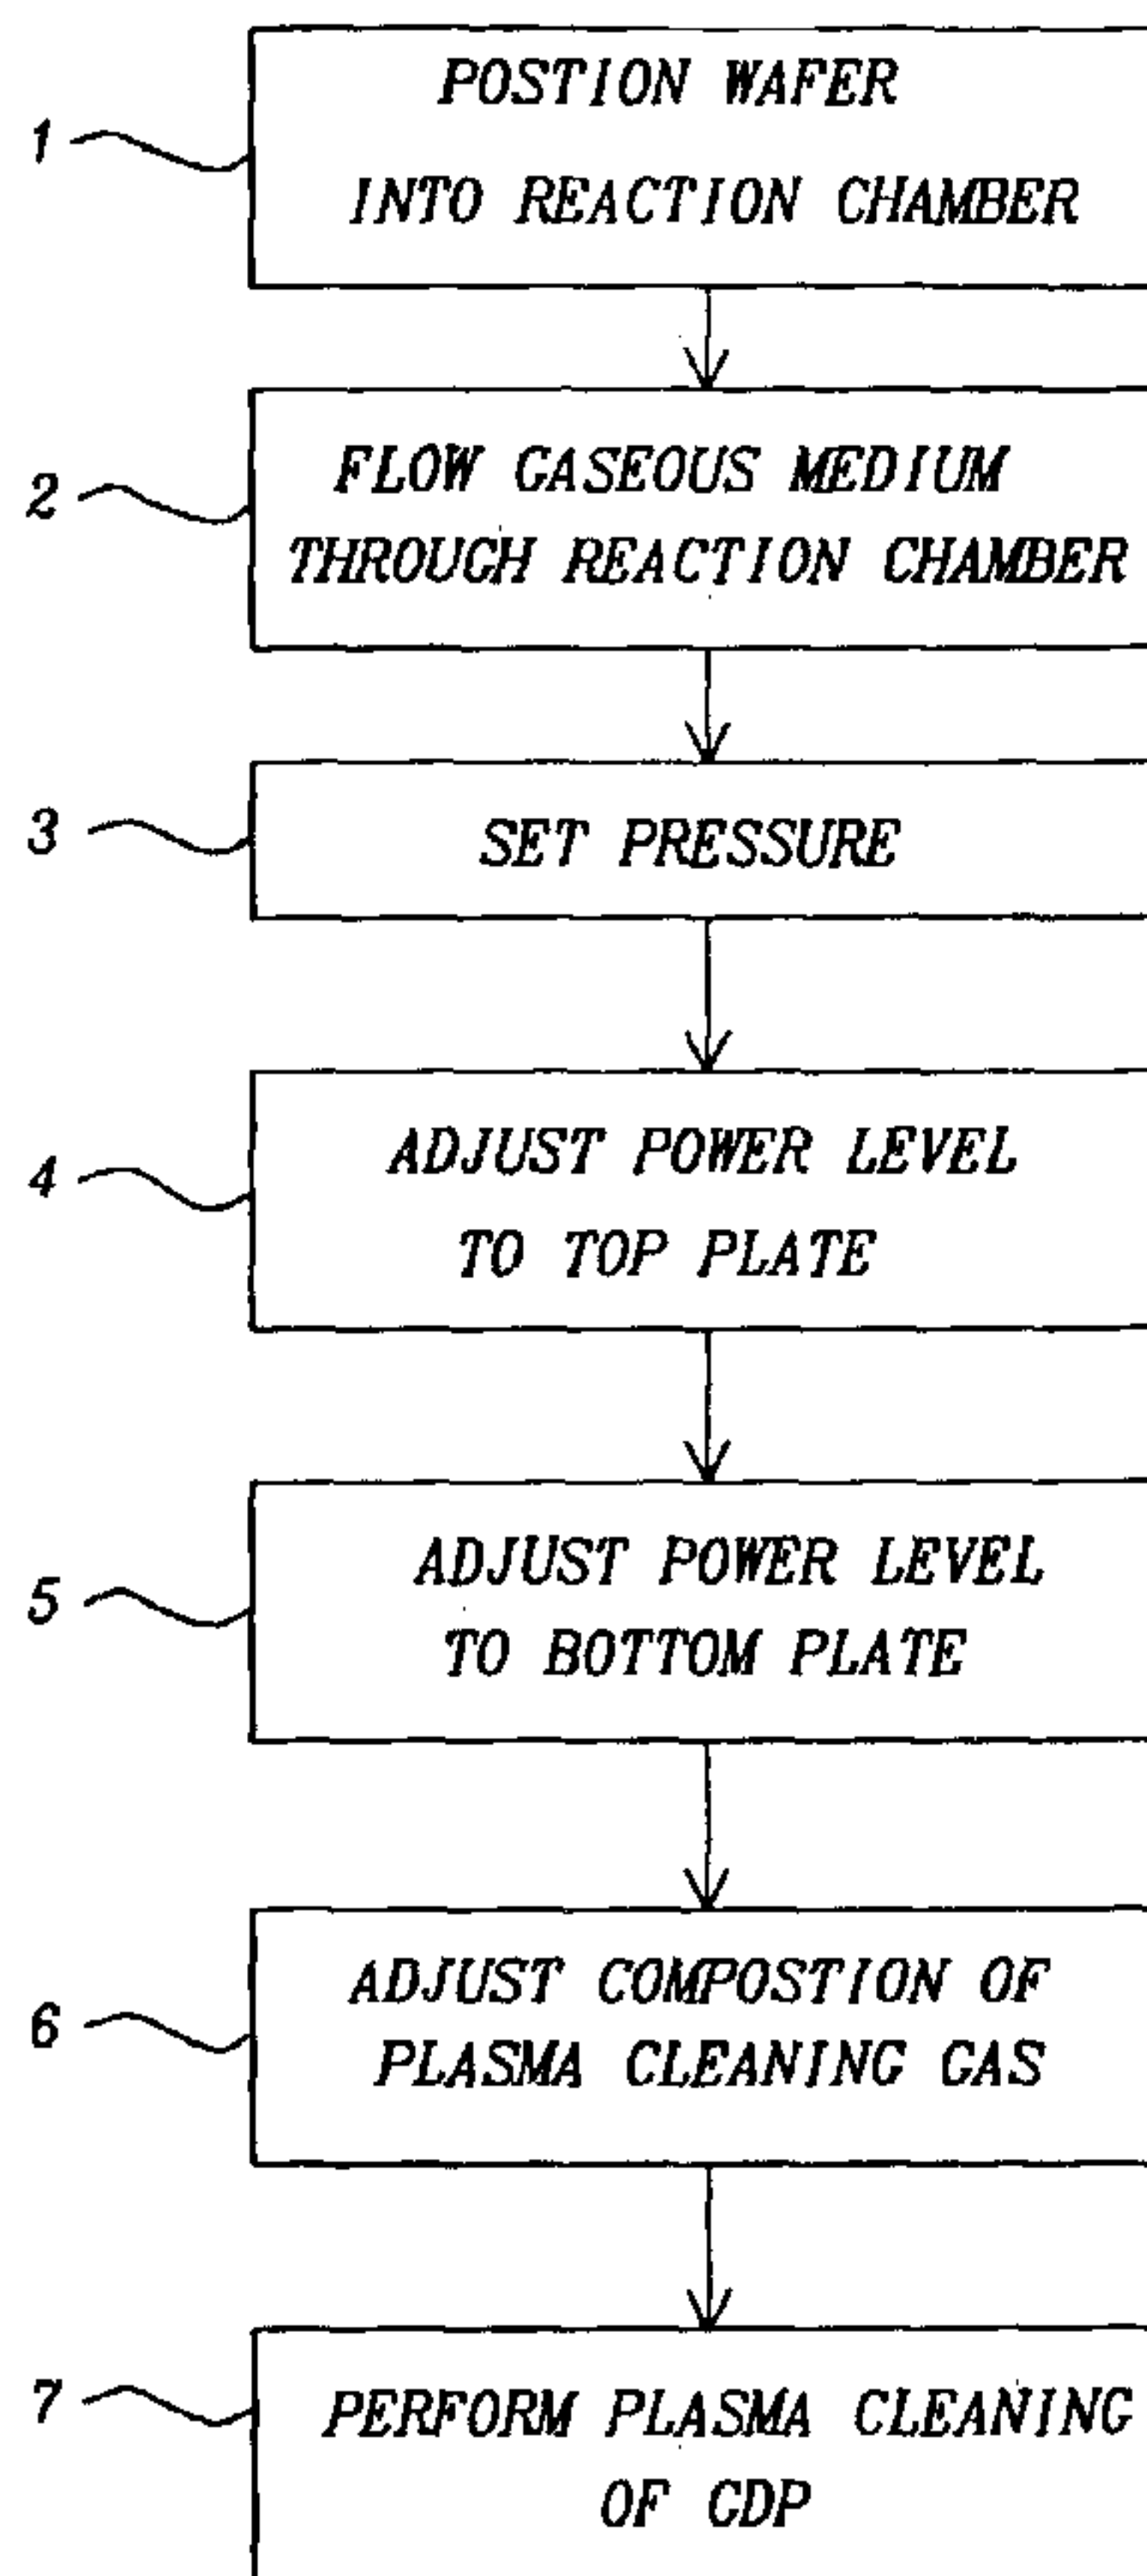 1
POSTION WAFER
INTO REACTION CHAMBER
2
FLOW GASEOUS MEDIUM
THROUGH REACTION CHAMBER
3
SET PRESSURE
4
ADJUST POWER LEVEL
TO TOP PLATE
5
ADJUST POWER LEVEL
TO BOTTOM PLATE
6
ADJUST COMPOSTION OF
PLASMA CLEANING GAS
7
PERFORM PLASMA CLEANING
OF GDP